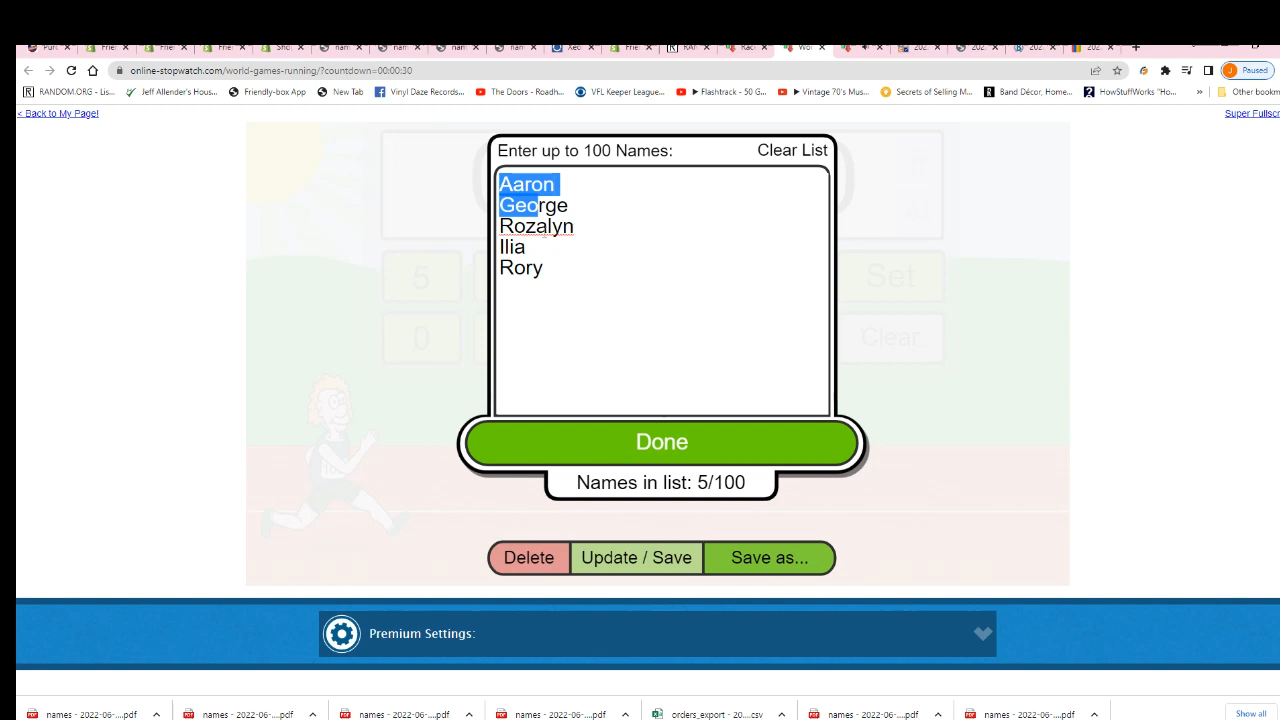 online-stopwatch.com/world-games-running/?countdown=00:00:30
Paused
RANDOM.ORG - Lis... Jeff Allender's Hous... Friendly-box App New Tab Vinyl Daze Records... The Doors - Roadh... VFL Keeper League... ▶ Flashtrack - 50 G... ▶ Vintage 70's Mus... Secrets of Selling M... Band Décor, Home... HowStuffWorks "Ho... » Other bookm
< Back to My Page!
Super Fullscr
Enter up to 100 Names: Clear List
Aaron
George
Rozalyn
Ilia
Rory
5
Set
0
Clear
Done
Names in list: 5/100
Delete Update / Save Save as...
Premium Settings:
names - 2022-06-....pdf names - 2022-06-....pdf names - 2022-06-....pdf names - 2022-06-....pdf orders_export - 20....csv names - 2022-06-....pdf names - 2022-06-....pdf Show all